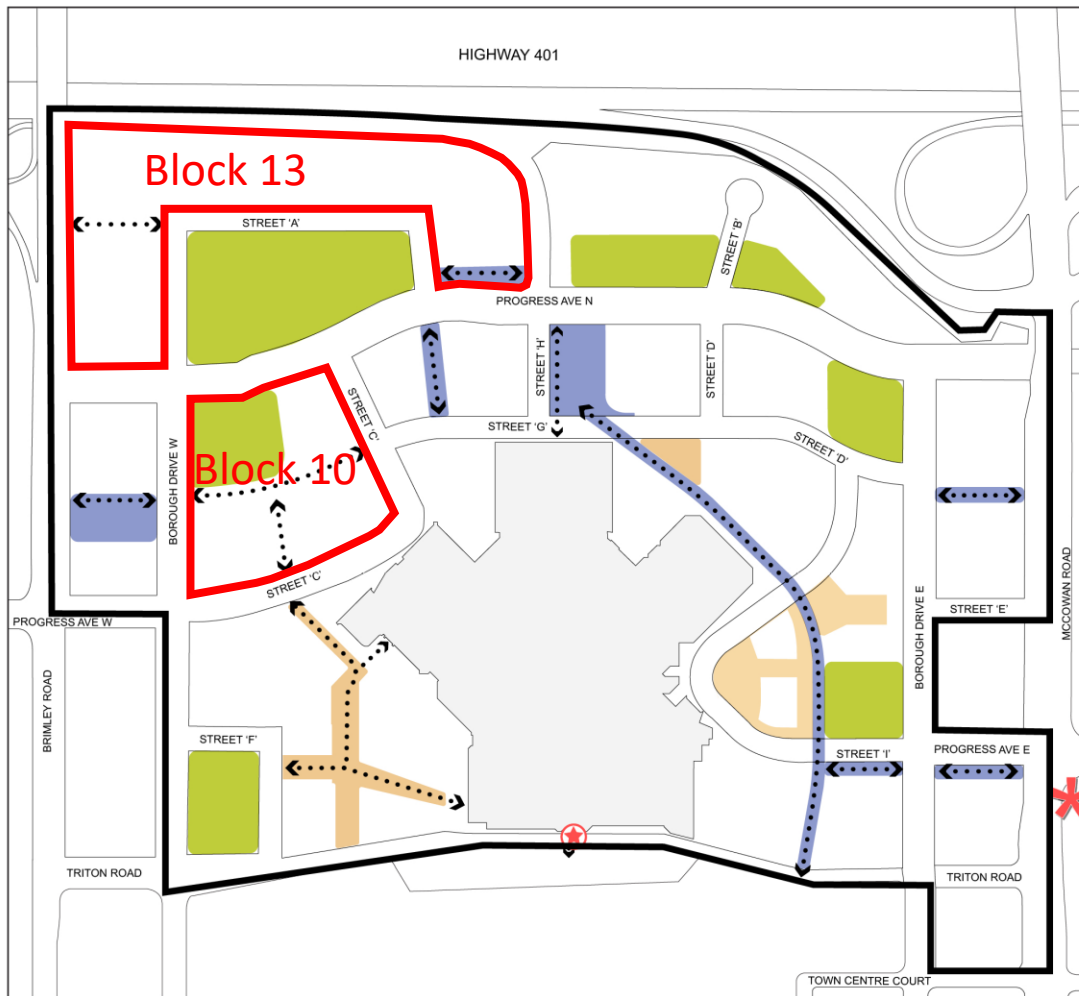 HIGHWAY 401
Block 13
STREET 'A'
STREET 'B'
PROGRESS AVE N
STREET 'H'
STREET 'D'
STREET 'C'
STREET 'G'
STREET 'D'
BOROUGH DRIVE W
Block 10
STREET 'C'
MCCOWAN ROAD
BOROUGH DRIVE E
STREET 'E'
PROGRESS AVE W
BRIMLEY ROAD
STREET 'F'
STREET 'I'
PROGRESS AVE E
TRITON ROAD
TRITON ROAD
TOWN CENTRE COURT